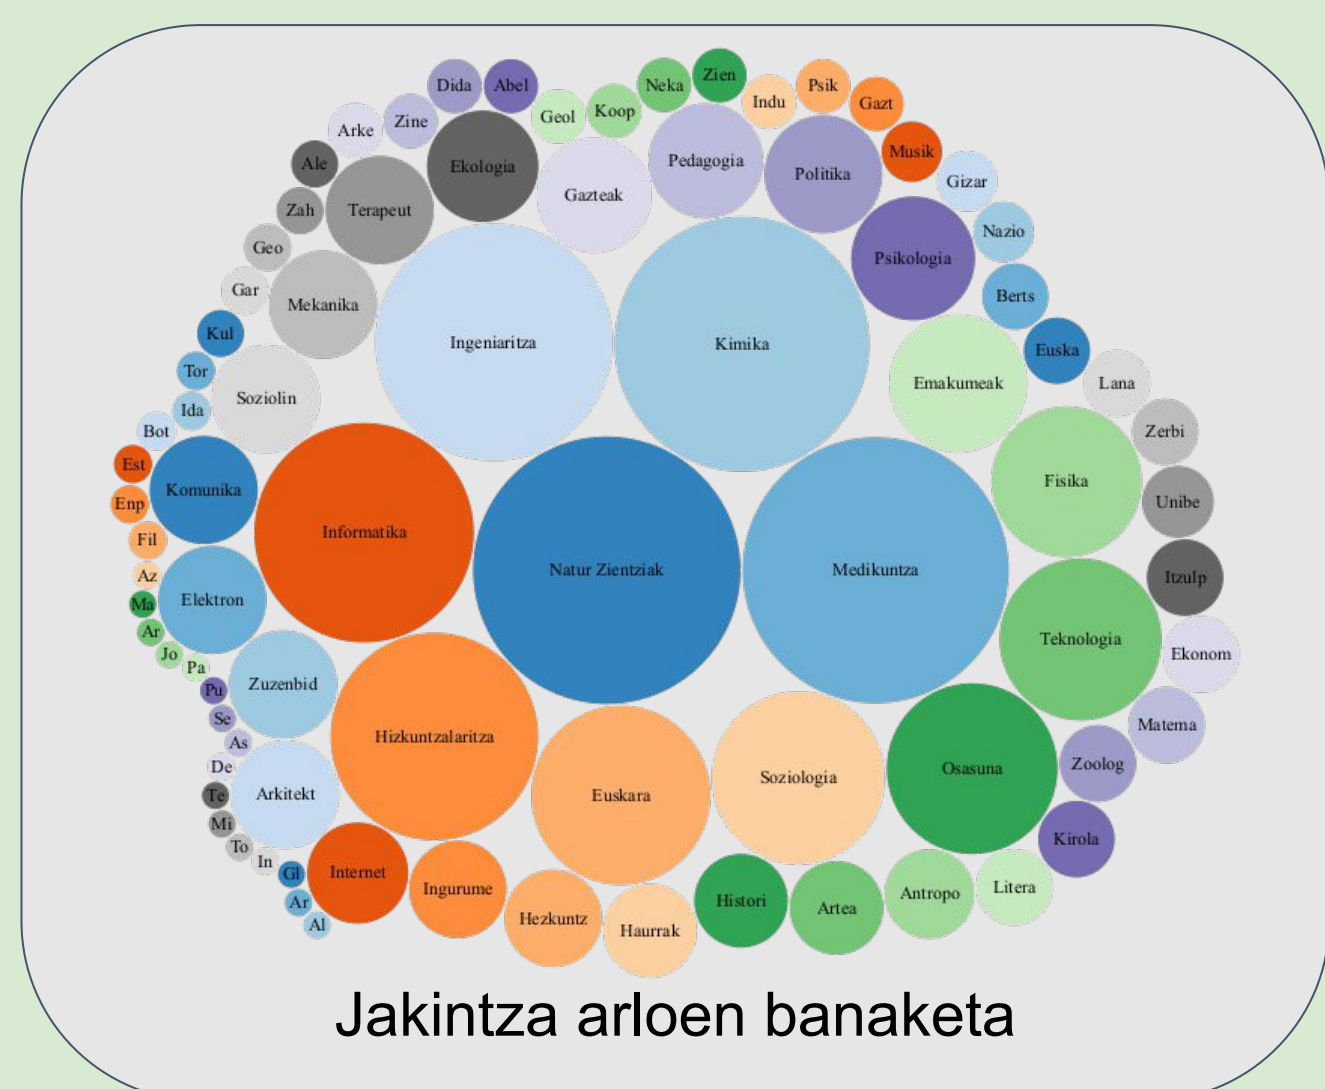 Zien
Neka
Dida
Abel
Psik
Indu
Gazt
Koop
Geol
Zine
Arke
Musik
Pedagogia
Ale
Ekologia
Politika
Gizar
Gazteak
Zah
Terapeut
Nazio
Geo
Psikologia
Gar
Berts
Mekanika
Kul
Ingeniaritza
Kimika
Euska
Tor
Emakumeak
Lana
Soziolin
Ida
Bot
Zerbi
Est
Fisika
Komunika
Enp
Unibe
Informatika
Fil
Natur Zientziak
Medikuntza
Az
Itzulp
Elektron
Ma
Ar
Teknologia
Jo
Ekonom
Pa
Zuzenbid
Pu
Se
Matema
Hizkuntzalaritza
As
De
Zoolog
Osasuna
Soziologia
Arkitekt
Te
Euskara
Mi
Kirola
To
In
Gl
Internet
Ingurume
Litera
Antropo
Histori
Ar
Artea
Hezkuntz
Al
Haurrak
Jakintza arloen banaketa